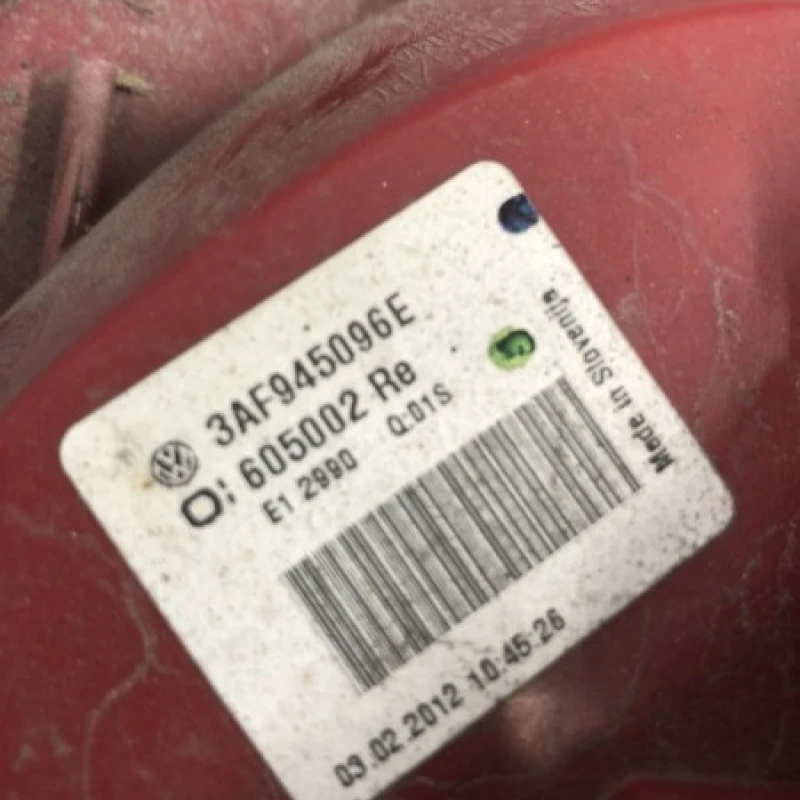 3AF945096E
O: 605002 Re
E1 2990 Q:01S
03.02.2012 10:45:26
Made in Slovenija